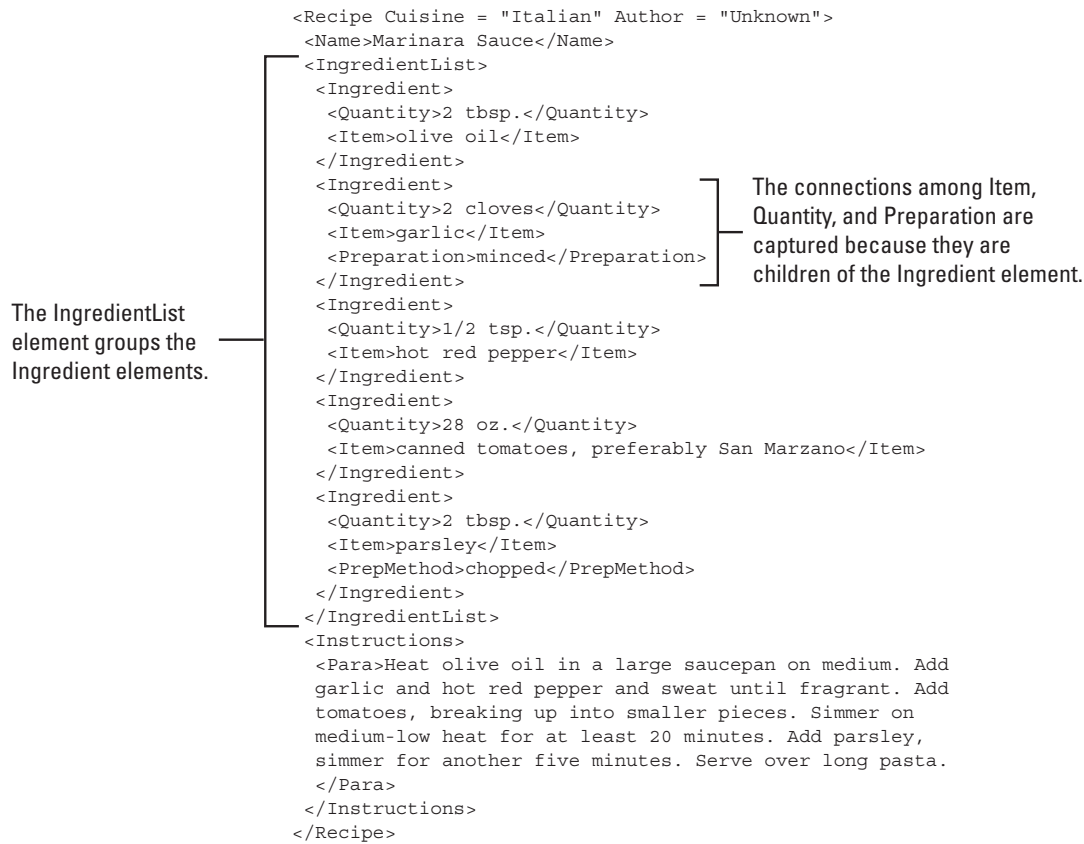 <Recipe Cuisine = "Italian" Author = "Unknown">
<Name>Marinara Sauce</Name>
<IngredientList>
<Ingredient>
<Quantity>2 tbsp.</Quantity>
<Item>olive oil</Item>
</Ingredient>
<Ingredient>
<Quantity>2 cloves</Quantity>
<Item>garlic</Item>
<Preparation>minced</Preparation>
</Ingredient>
<Ingredient>
<Quantity>1/2 tsp.</Quantity>
<Item>hot red pepper</Item>
</Ingredient>
<Ingredient>
<Quantity>28 oz.</Quantity>
<Item>canned tomatoes, preferably San Marzano</Item>
</Ingredient>
<Ingredient>
<Quantity>2 tbsp.</Quantity>
<Item>parsley</Item>
<PrepMethod>chopped</PrepMethod>
</Ingredient>
</IngredientList>
<Instructions>
<Para>Heat olive oil in a large saucepan on medium. Add
garlic and hot red pepper and sweat until fragrant. Add
tomatoes, breaking up into smaller pieces. Simmer on
medium-low heat for at least 20 minutes. Add parsley,
simmer for another five minutes. Serve over long pasta.
</Para>
</Instructions>
</Recipe>
The IngredientList
element groups the
Ingredient elements.
The connections among Item,
Quantity, and Preparation are
captured because they are
children of the Ingredient element.